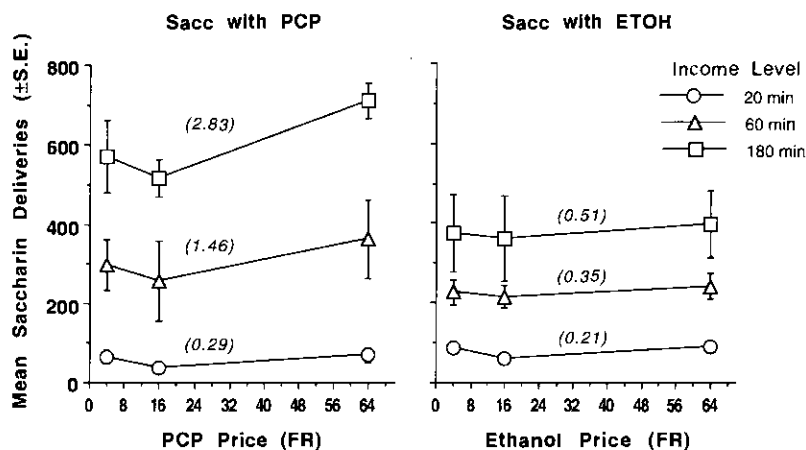 Sacc with PCP
Sacc with ETOH
Mean Saccharin Deliveries (±S.E.)
800
600
400
200
0
(2.83)
(1.46)
(0.29)
0 8 16 24 32 40 48 56 64
PCP Price (FR)
(0.51)
(0.35)
(0.21)
0 8 16 24 32 40 48 56 64
Ethanol Price (FR)
Income Level
20 min
60 min
180 min